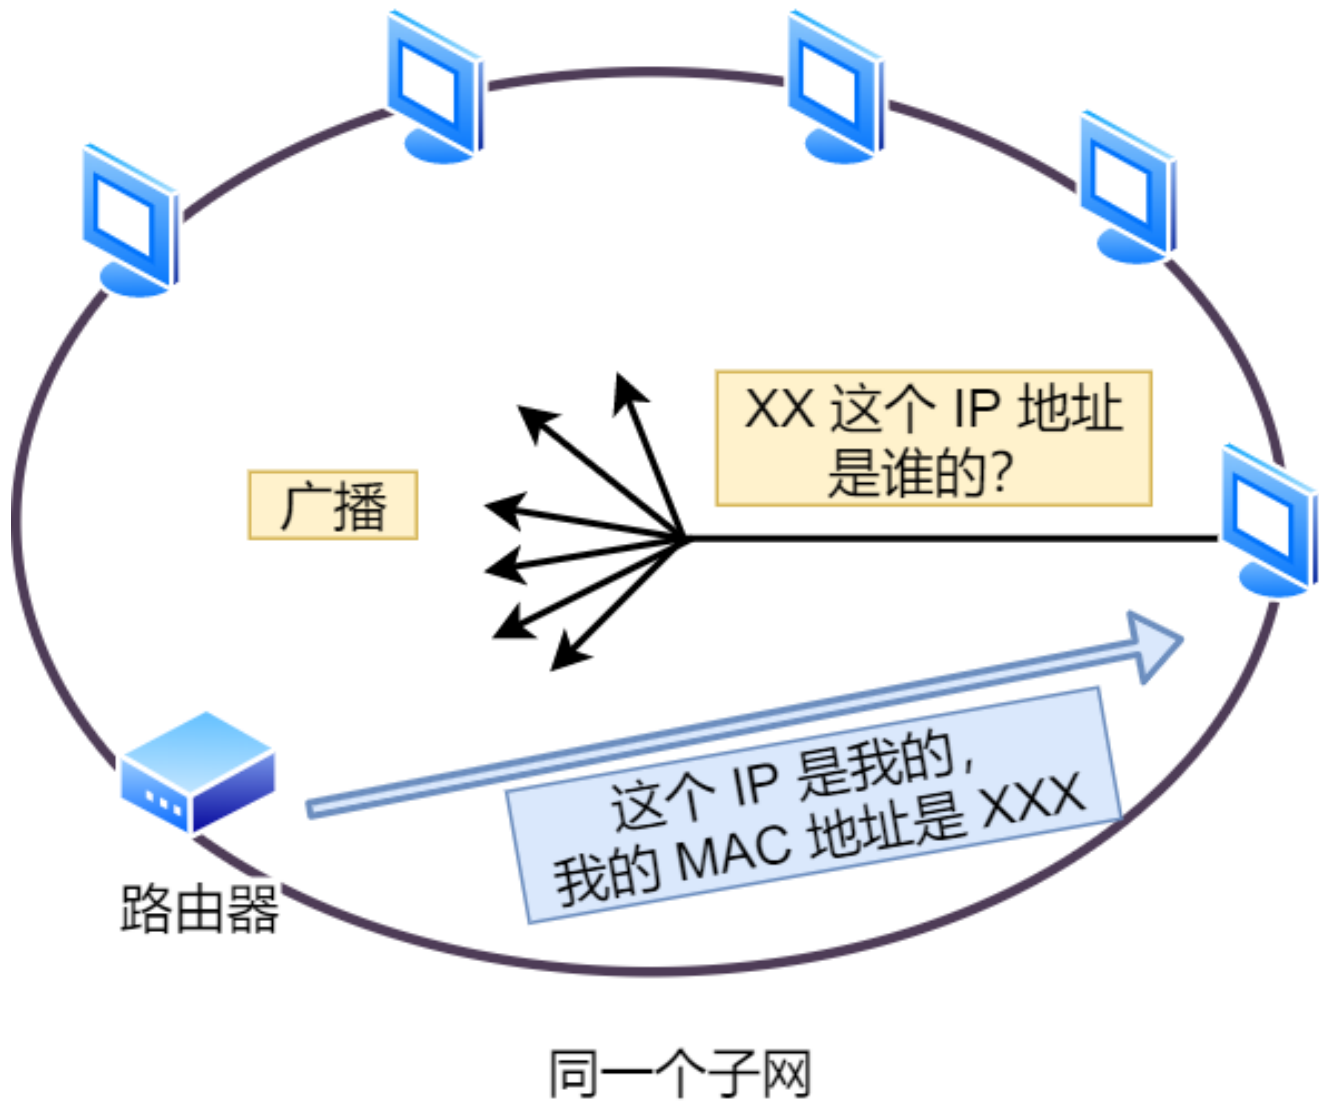 XX 这个 IP 地址
是谁的？
广播
这个 IP 是我的，
我的 MAC 地址是 XXX
路由器
同一个子网